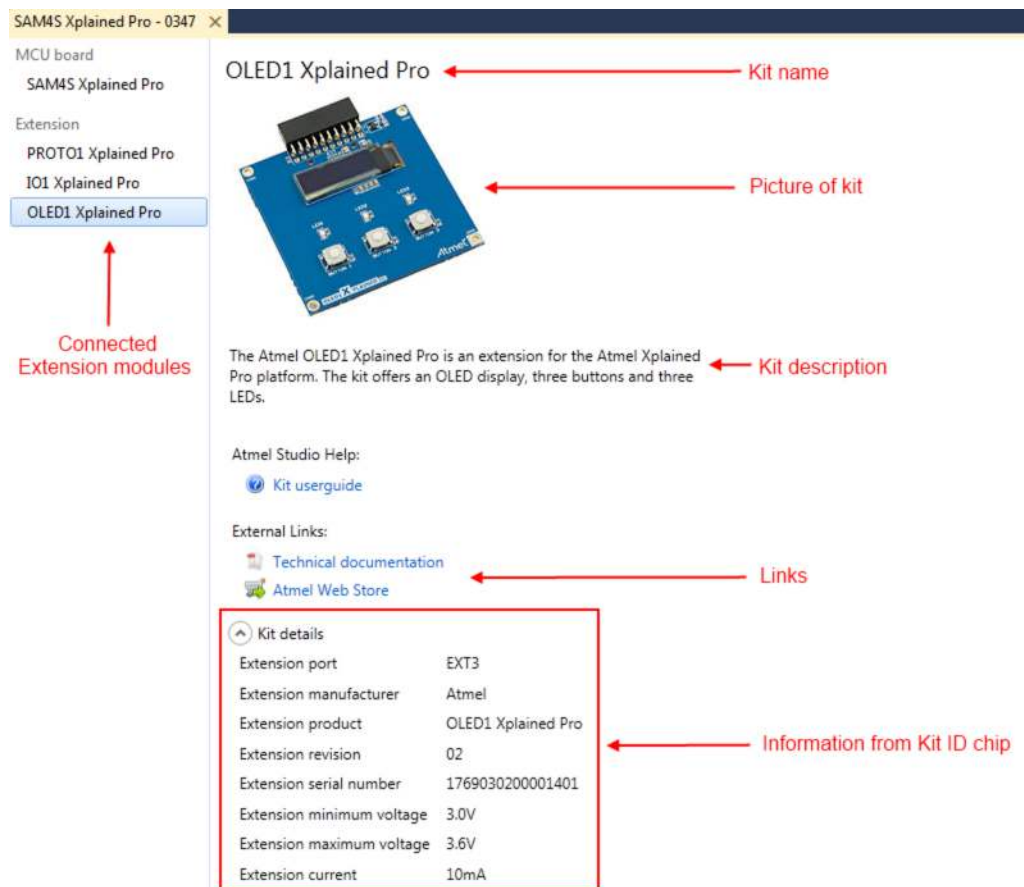 SAM4S Xplained Pro - 0347
MCU board
SAM4S Xplained Pro
Extension
PROTO1 Xplained Pro
IO1 Xplained Pro
OLED1 Xplained Pro
Connected
Extension modules
OLED1 Xplained Pro
Kit name
Atmel
Picture of kit
The Atmel OLED1 Xplained Pro is an extension for the Atmel Xplained
Pro platform. The kit offers an OLED display, three buttons and three
LEDs.
Kit description
Atmel Studio Help:
Kit userguide
External Links:
Technical documentation
Atmel Web Store
Links
Kit details
Extension port EXT3
Extension manufacturer Atmel
Extension product OLED1 Xplained Pro
Extension revision 02
Extension serial number 1769030200001401
Extension minimum voltage 3.0V
Extension maximum voltage 3.6V
Extension current 10mA
Information from Kit ID chip